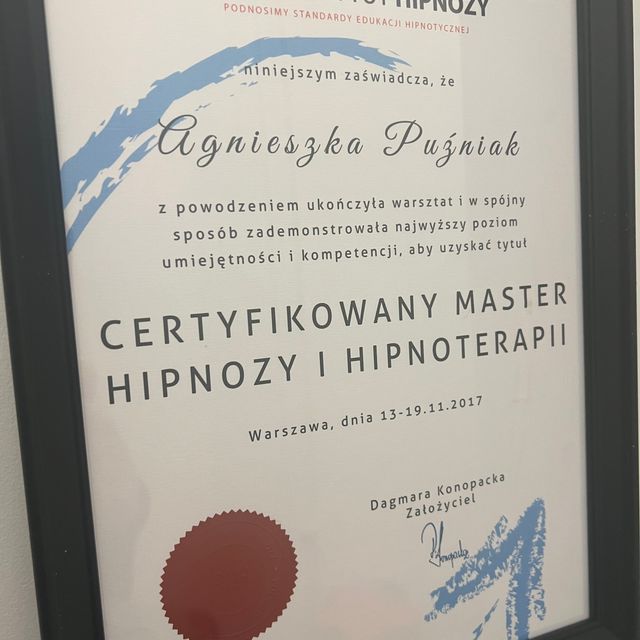 HIPNOZY
PODNOSIMY STANDARDY EDUKACJI HIPNOTYCZNEJ
niniejszym zaświadcza, że
Agnieszka Puźniak
z powodzeniem ukończyła warsztat i w spójny
sposób zademonstrowała najwyższy poziom
umiejętności i kompetencji, aby uzyskać tytuł
CERTYFIKOWANY MASTER
HIPNOZY I HIPNOTERAPII
Warszawa, dnia 13-19.11.2017
Dagmara Konopacka
Założyciel